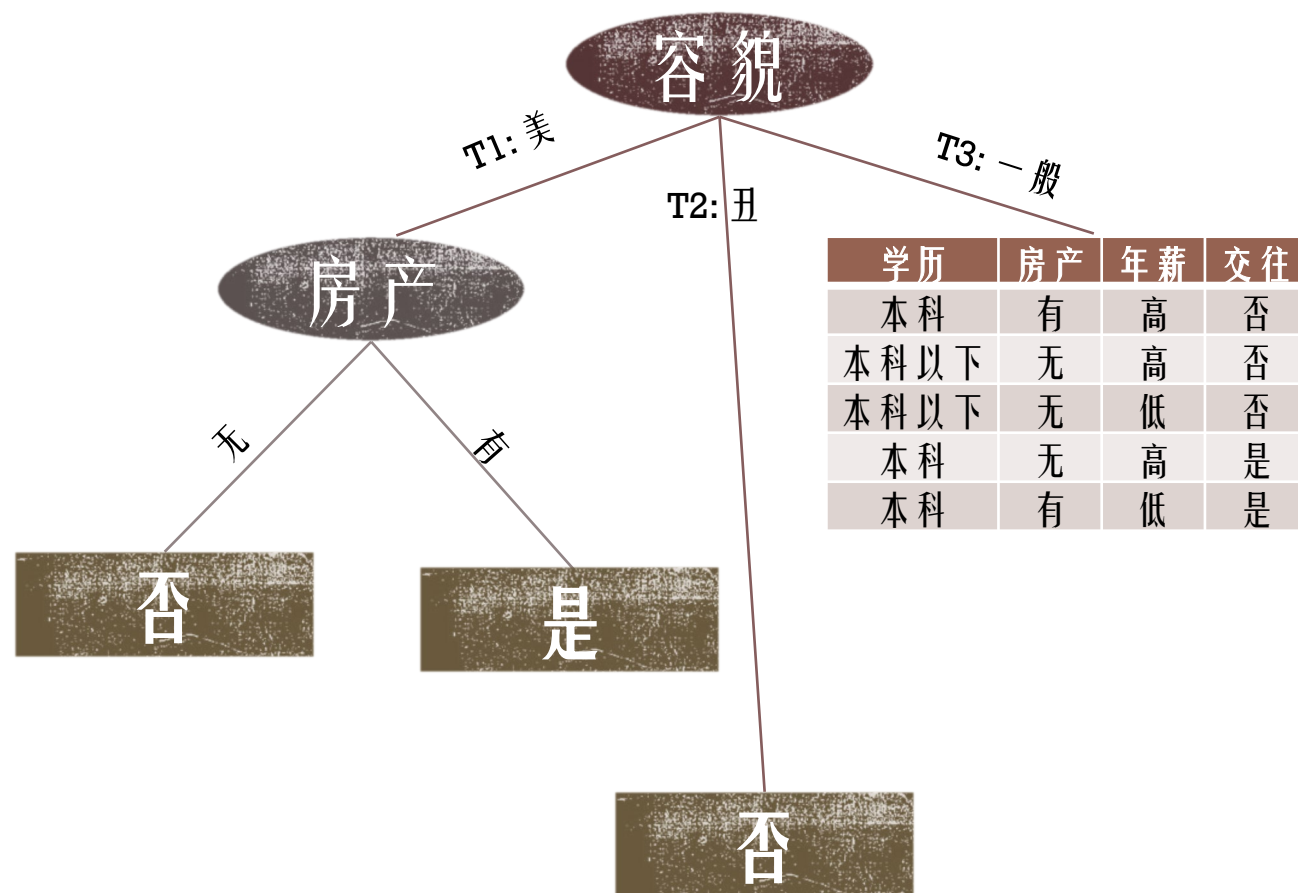 容貌
T1: 美
T2: 丑
T3: 一般
房产
无
有
否
是
否
学历 房产 年薪 交往
本科 有 高 否
本科以下 无 高 否
本科以下 无 低 否
本科 无 高 是
本科 有 低 是